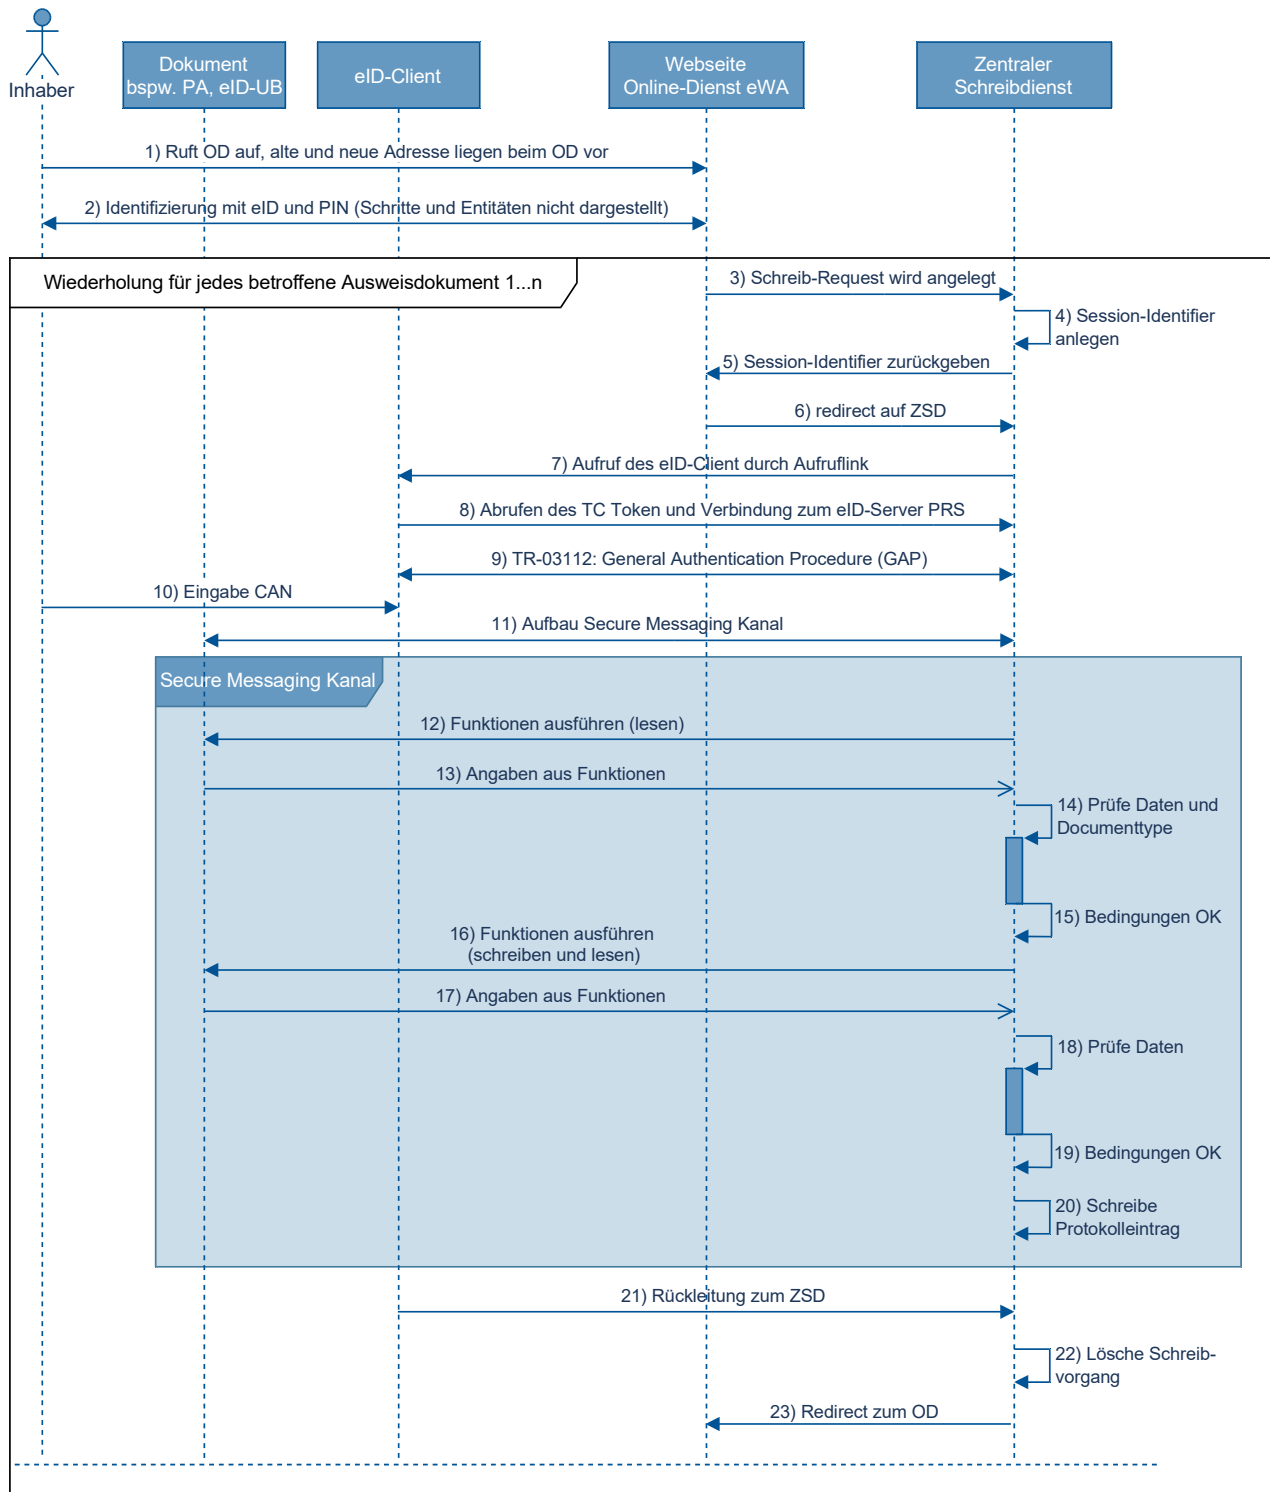 Inhaber
Dokument
bspw. PA, eID-UB
eID-Client
Webseite
Online-Dienst eWA
Zentraler
Schreibdienst
1) Ruft OD auf, alte und neue Adresse liegen beim OD vor
2) Identifizierung mit eID und PIN (Schritte und Entitäten nicht dargestellt)
Wiederholung für jedes betroffene Ausweisdokument 1...n
3) Schreib-Request wird angelegt
4) Session-Identifier
anlegen
5) Session-Identifier zurückgeben
6) redirect auf ZSD
7) Aufruf des eID-Client durch Aufruflink
8) Abrufen des TC Token und Verbindung zum eID-Server PRS
9) TR-03112: General Authentication Procedure (GAP)
10) Eingabe CAN
11) Aufbau Secure Messaging Kanal
Secure Messaging Kanal
12) Funktionen ausführen (lesen)
13) Angaben aus Funktionen
14) Prüfe Daten und
Documenttype
15) Bedingungen OK
16) Funktionen ausführen
(schreiben und lesen)
17) Angaben aus Funktionen
18) Prüfe Daten
19) Bedingungen OK
20) Schreibe
Protokolleintrag
21) Rückleitung zum ZSD
22) Lösche Schreib-
vorgang
23) Redirect zum OD